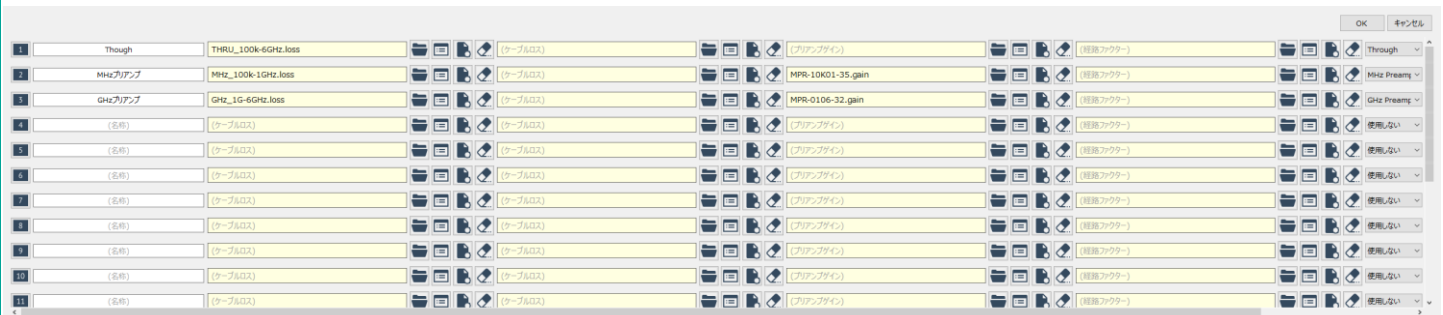 OK キャンセル
1 Though THRU_100k-6GHz.loss (ケーブルロス) (プリアンプゲイン) (経路ファクター) Through
2 MHzプリアンプ MHz_100k-1GHz.loss (ケーブルロス) MPR-10K01-35.gain (経路ファクター) MHz Preamp
3 GHzプリアンプ GHz_1G-6GHz.loss (ケーブルロス) MPR-0106-32.gain (経路ファクター) GHz Preamp
4 (名称) (ケーブルロス) (ケーブルロス) (プリアンプゲイン) (経路ファクター) 使用しない
5 (名称) (ケーブルロス) (ケーブルロス) (プリアンプゲイン) (経路ファクター) 使用しない
6 (名称) (ケーブルロス) (ケーブルロス) (プリアンプゲイン) (経路ファクター) 使用しない
7 (名称) (ケーブルロス) (ケーブルロス) (プリアンプゲイン) (経路ファクター) 使用しない
8 (名称) (ケーブルロス) (ケーブルロス) (プリアンプゲイン) (経路ファクター) 使用しない
9 (名称) (ケーブルロス) (ケーブルロス) (プリアンプゲイン) (経路ファクター) 使用しない
10 (名称) (ケーブルロス) (ケーブルロス) (プリアンプゲイン) (経路ファクター) 使用しない
11 (名称) (ケーブルロス) (ケーブルロス) (プリアンプゲイン) (経路ファクター) 使用しない